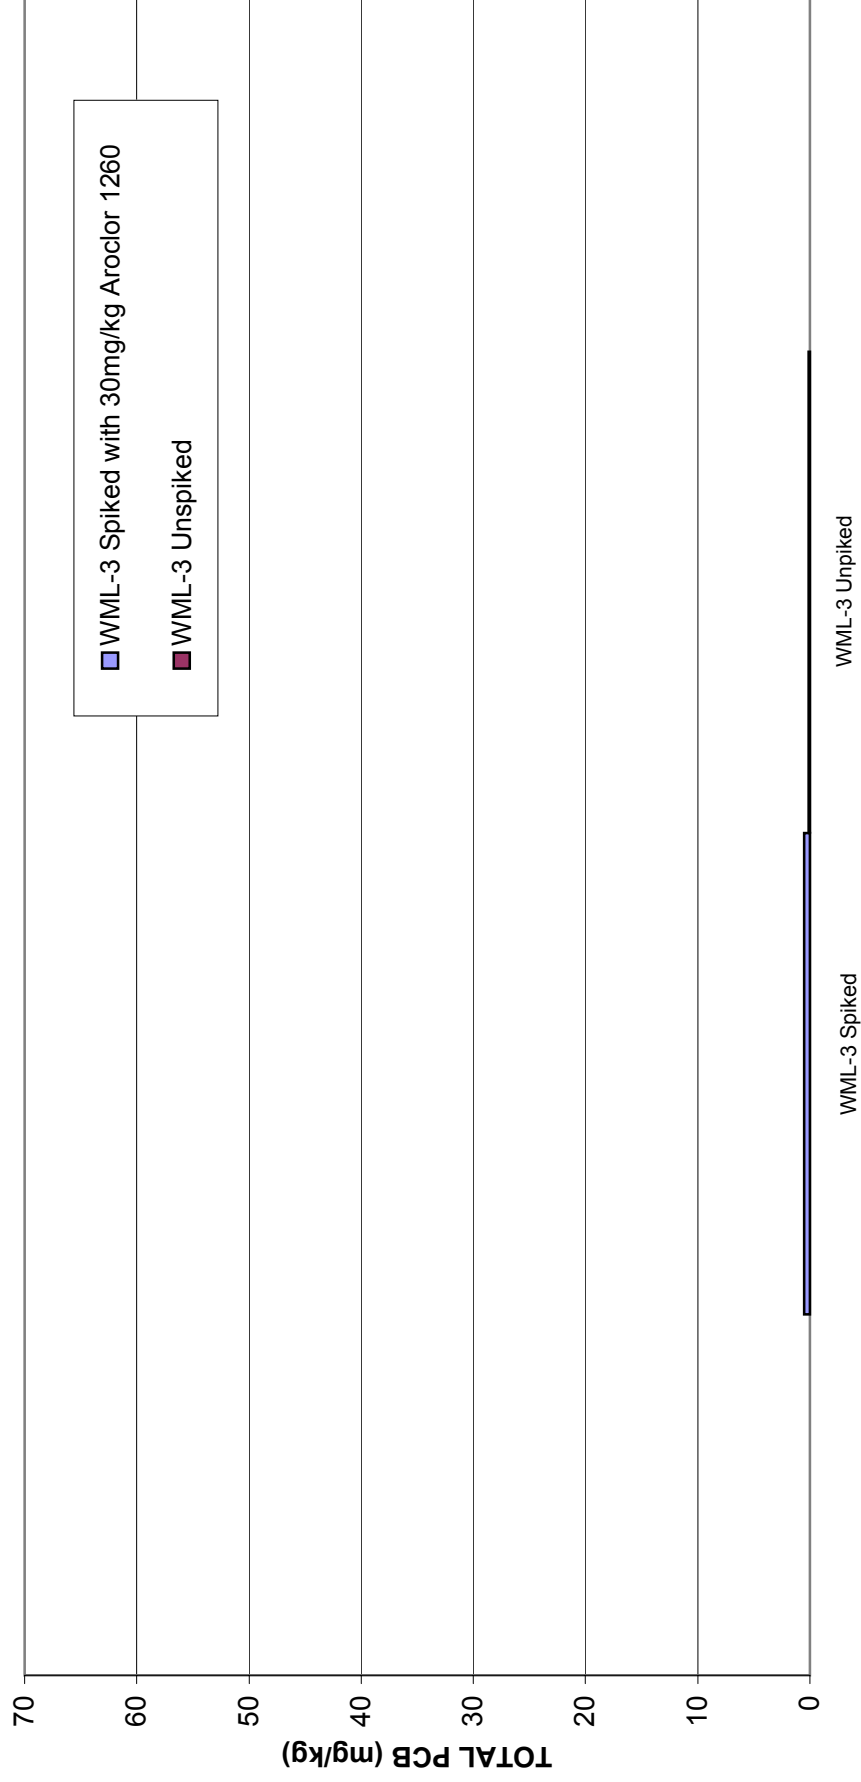 WML-3 Spiked with 30mg/kg Aroclor 1260
WML-3 Unspiked
70
60
50
40
30
20
10
0
TOTAL PCB (mg/kg)
WML-3 Spiked
WML-3 Unpiked